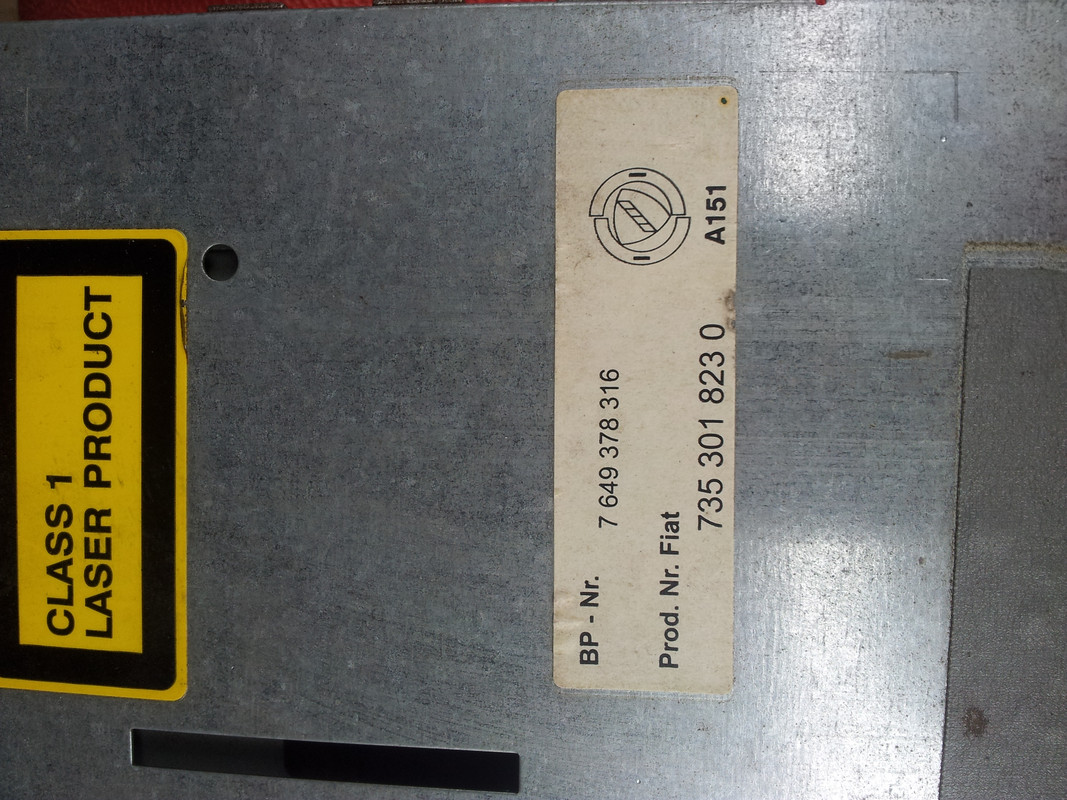 CLASS 1
LASER PRODUCT
BP - Nr.
7 649 378 316
Prod. Nr. Fiat
735 301 823 0
A151